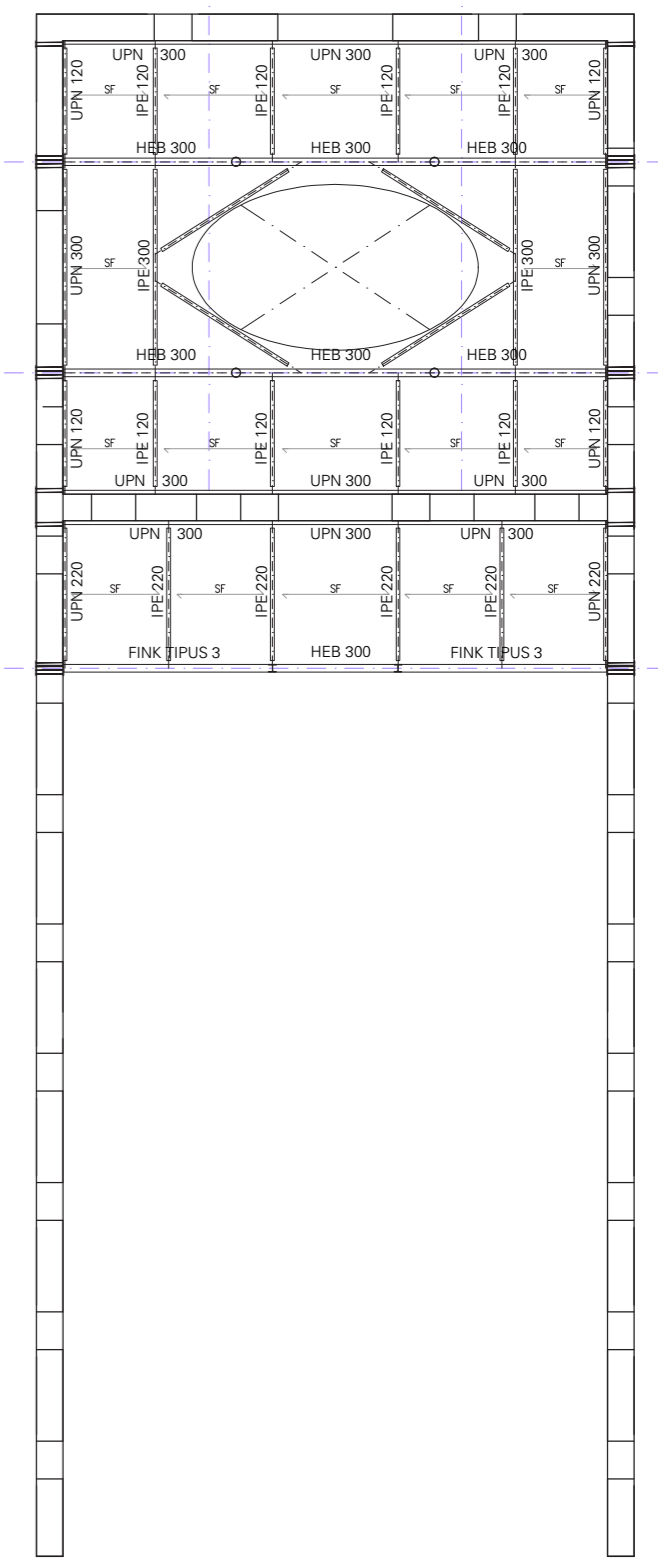 UPN 300 UPN 300 UPN 300
UPN 120 SF IPE 120 SF IPE 120 SF IPE 120 SF IPE 120 SF UPN 120
HEB 300 HEB 300 HEB 300
UPN 300 SF IPE 300 IPE 300 SF UPN 300
HEB 300 HEB 300 HEB 300
UPN 120 SF IPE 120 SF IPE 120 SF IPE 120 SF IPE 120 SF UPN 120
UPN 300 UPN 300 UPN 300
UPN 300 UPN 300 UPN 300
UPN 220 SF IPE 220 SF IPE 220 SF IPE 220 SF IPE 220 SF UPN 220
FINK TIPUS 3 HEB 300 FINK TIPUS 3